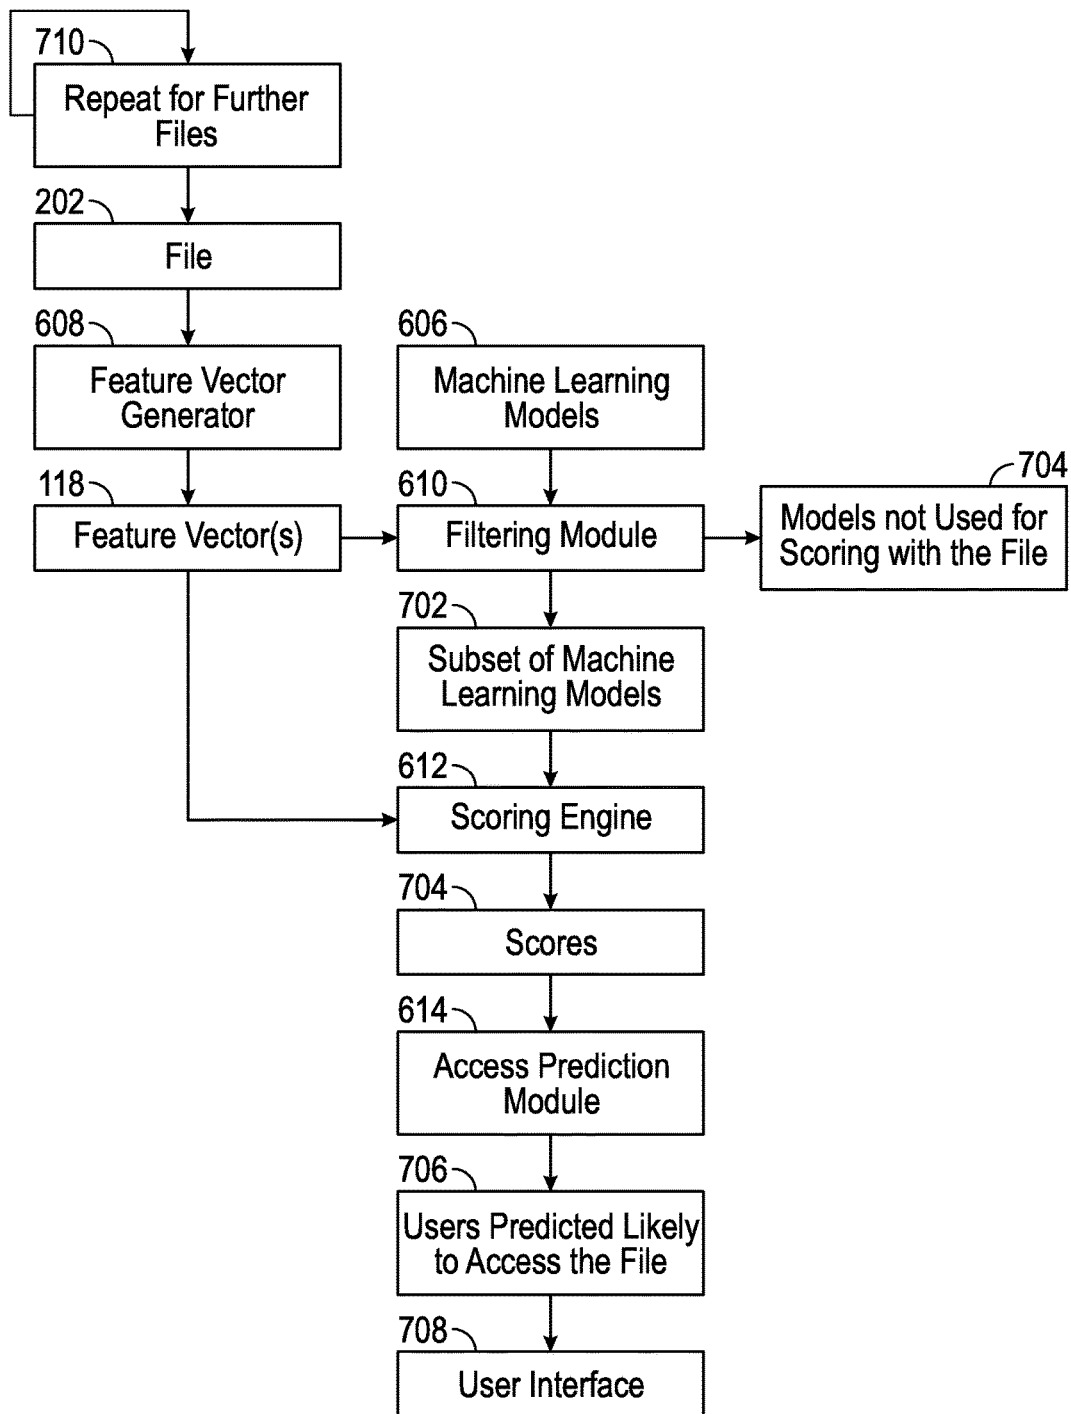 710
Repeat for Further
Files
202
File
608
Feature Vector
Generator
606
Machine Learning
Models
118
Feature Vector(s)
610
Filtering Module
704
Models not Used for
Scoring with the File
702
Subset of Machine
Learning Models
612
Scoring Engine
704
Scores
614
Access Prediction
Module
706
Users Predicted Likely
to Access the File
708
User Interface